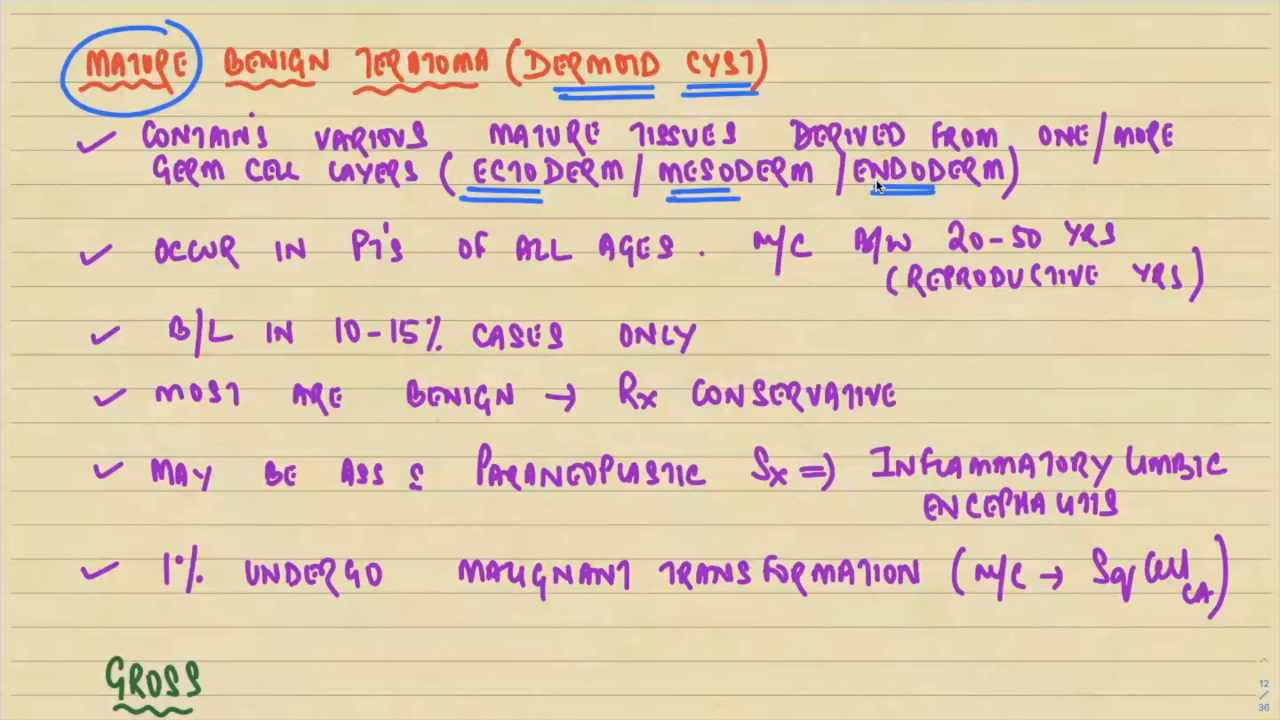 MATURE BENIGN TERATOMA (DERMOID CYST)
✓ CONTAINS VARIOUS MATURE TISSUES DERIVED FROM ONE/MORE
GERM CELL LAYERS (ECTODERM/MESODERM/ENDODERM)
✓ OCCUR IN PT'S OF ALL AGES. M/C B/W 20-50 YRS
(REPRODUCTIVE YRS)
✓ B/L IN 10-15% CASES ONLY
✓ MOST ARE BENIGN → Rx CONSERVATIVE
✓ MAY BE ASS c PARANEOPLASTIC Sx ⇒ INFLAMMATORY LIMBIC
ENCEPHALITIS
✓ 1% UNDERGO MALIGNANT TRANSFORMATION (M/C → Sq Cell CA)
GROSS
12
/
36